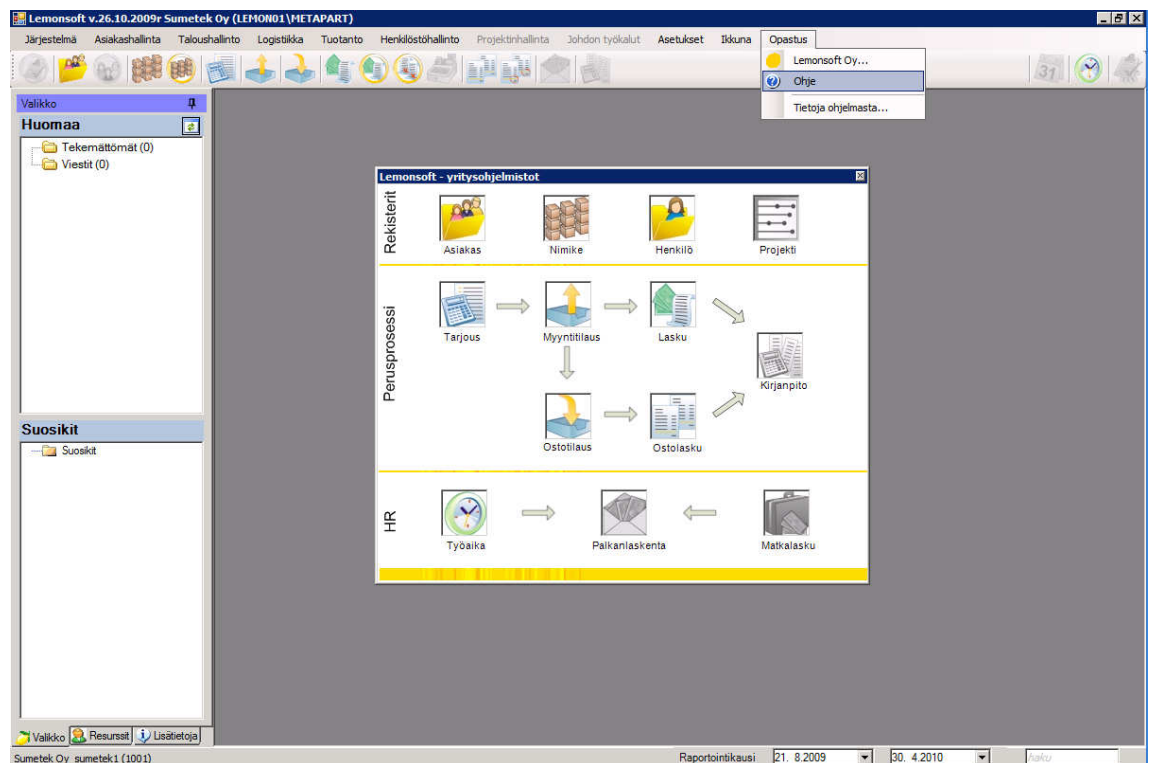 Lemonsoft v.26.10.2009r Sumetek Oy (LEMON01\METAPART)
Järjestelmä Asiakashallinta Taloushallinto Logistiikka Tuotanto Henkilöstöhallinto Projektinhallinta Johdon työkalut Asetukset Ikkuna Opastus
Lemonsoft Oy...
Ohje
Tietoja ohjelmasta...
31
Valikko
Huomaa
Tekemättömät (0)
Viestit (0)
Suosikit
Suosikit
Lemonsoft - yritysohjelmistot
Rekisterit
Asiakas Nimike Henkilö Projekti
Perusprosessi
Tarjous Myyntitilaus Lasku
Kirjanpito
Ostotilaus Ostolasku
HR
Työaika Palkanlaskenta Matkalasku
Valikko Resurssit Lisätietoja
Sumetek Oy sumetek1 (1001) Raportointikausi 21. 8.2009 30. 4.2010 haku